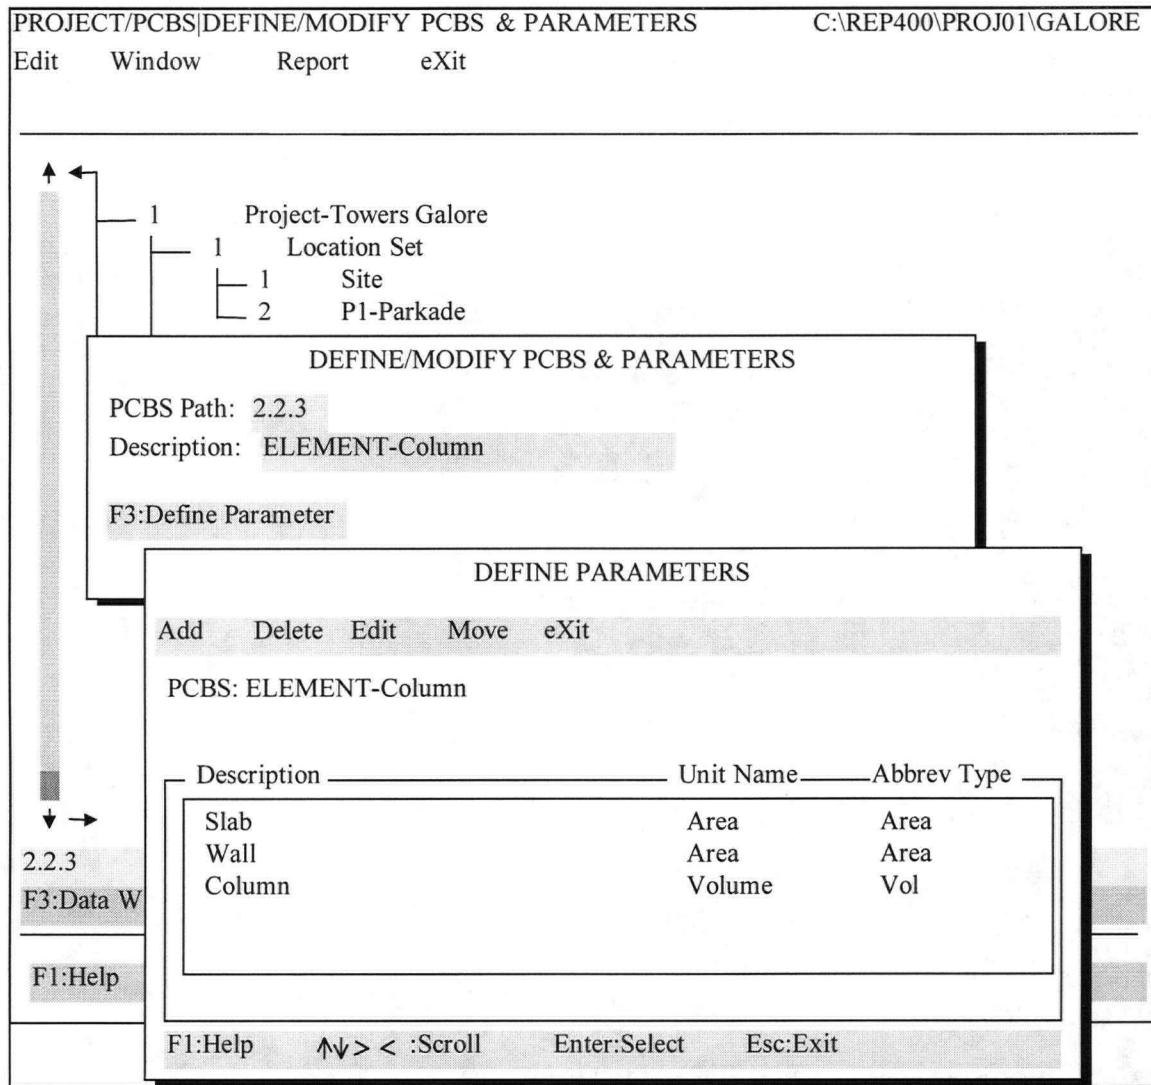 PROJECT/PCBS|DEFINE/MODIFY PCBS & PARAMETERS C:\REP400\PROJ01\GALORE
Edit Window Report eXit
1 Project-Towers Galore
1 Location Set
1 Site
2 P1-Parkade
DEFINE/MODIFY PCBS & PARAMETERS
PCBS Path: 2.2.3
Description: ELEMENT-Column
F3:Define Parameter
DEFINE PARAMETERS
Add Delete Edit Move eXit
PCBS: ELEMENT-Column
Description Unit Name Abbrev Type
Slab Area Area
Wall Area Area
Column Volume Vol
2.2.3
F3:Data W
F1:Help
F1:Help ↑↓> < :Scroll Enter:Select Esc:Exit